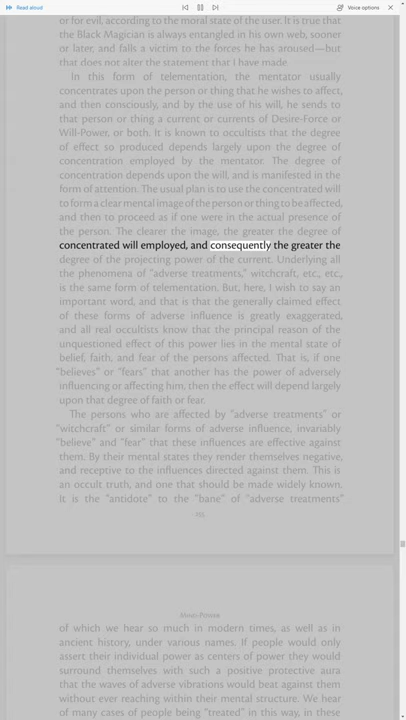 Read aloud
Voice options
or for evil, according to the moral state of the user. It is true that
the Black Magician is always entangled in his own web, sooner
or later, and falls a victim to the forces he has aroused—but
that does not alter the statement that I have made.
In this form of telementation, the mentator usually
concentrates upon the person or thing that he wishes to affect,
and then consciously, and by the use of his will, he sends to
that person or thing a current or currents of Desire-Force or
Will-Power, or both. It is known to occultists that the degree
of effect so produced depends largely upon the degree of
concentration employed by the mentator. The degree of
concentration depends upon the will, and is manifested in the
form of attention. The usual plan is to use the concentrated will
to form a clear mental image of the person or thing to be affected,
and then to proceed as if one were in the actual presence of
the person. The clearer the image, the greater the degree of
concentrated will employed, and consequently the greater the
degree of the projecting power of the current. Underlying all
the phenomena of “adverse treatments,” witchcraft, etc., etc.,
is the same form of telementation. But, here, I wish to say an
important word, and that is that the generally claimed effect
of these forms of adverse influence is greatly exaggerated,
and all real occultists know that the principal reason of the
unquestioned effect of this power lies in the mental state of
belief, faith, and fear of the persons affected. That is, if one
“believes” or “fears” that another has the power of adversely
influencing or affecting him, then the effect will depend largely
upon that degree of faith or fear.
The persons who are affected by “adverse treatments” or
“witchcraft” or similar forms of adverse influence, invariably
“believe” and “fear” that these influences are effective against
them. By their mental states they render themselves negative,
and receptive to the influences directed against them. This is
an occult truth, and one that should be made widely known.
It is the “antidote” to the “bane” of “adverse treatments”
Mind-Power
of which we hear so much in modern times, as well as in
ancient history, under various names. If people would only
assert their individual power as centers of power they would
surround themselves with such a positive protective aura
that the waves of adverse vibrations would beat against them
without ever reaching within their mental structure. We hear
of many cases of people being “treated” in this way, in these